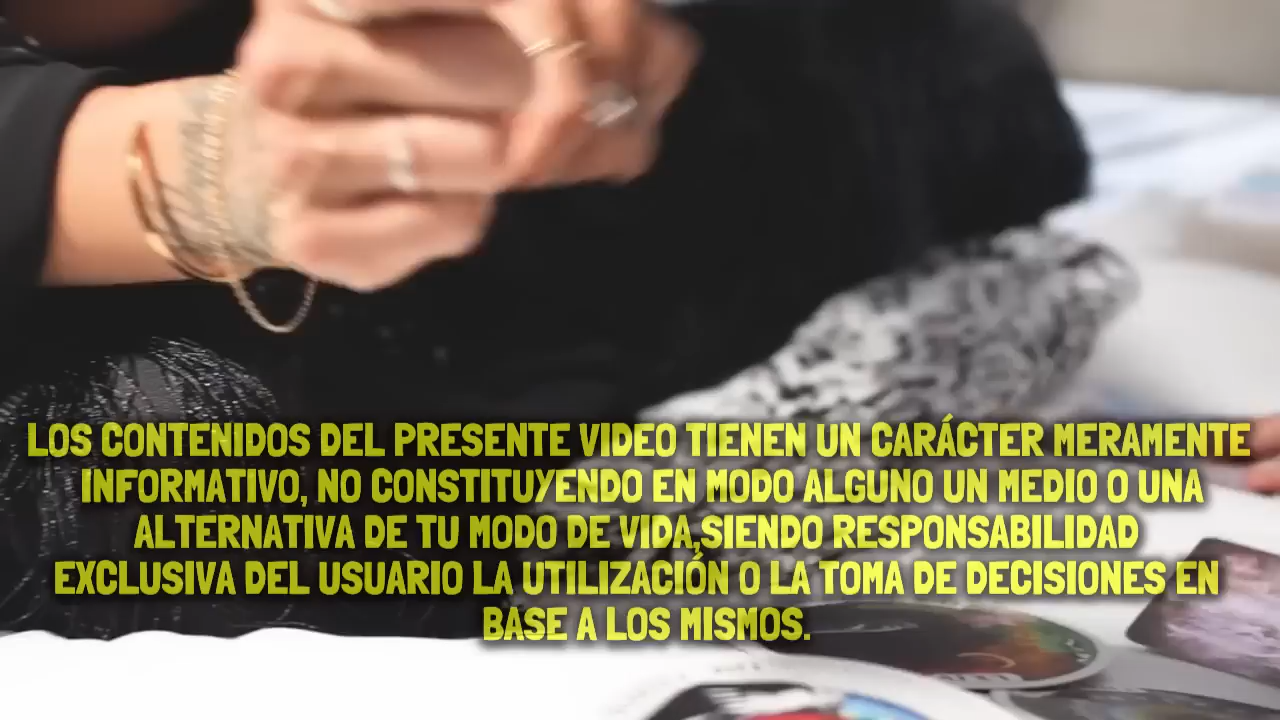 LOS CONTENIDOS DEL PRESENTE VIDEO TIENEN UN CARÁCTER MERAMENTE
INFORMATIVO, NO CONSTITUYENDO EN MODO ALGUNO UN MEDIO O UNA
ALTERNATIVA DE TU MODO DE VIDA,SIENDO RESPONSABILIDAD
EXCLUSIVA DEL USUARIO LA UTILIZACIÓN O LA TOMA DE DECISIONES EN
BASE A LOS MISMOS.